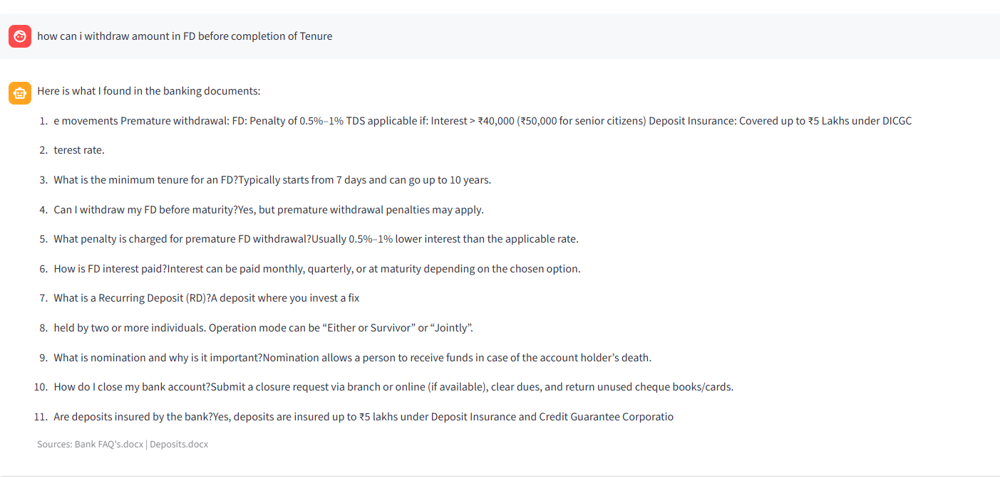 how can i withdraw amount in FD before completion of Tenure
Here is what I found in the banking documents:
1. e movements Premature withdrawal: FD: Penalty of 0.5%–1% TDS applicable if: Interest > ₹40,000 (₹50,000 for senior citizens) Deposit Insurance: Covered up to ₹5 Lakhs under DICGC
2. terest rate.
3. What is the minimum tenure for an FD?Typically starts from 7 days and can go up to 10 years.
4. Can I withdraw my FD before maturity?Yes, but premature withdrawal penalties may apply.
5. What penalty is charged for premature FD withdrawal?Usually 0.5%–1% lower interest than the applicable rate.
6. How is FD interest paid?Interest can be paid monthly, quarterly, or at maturity depending on the chosen option.
7. What is a Recurring Deposit (RD)?A deposit where you invest a fix
8. held by two or more individuals. Operation mode can be “Either or Survivor” or “Jointly”.
9. What is nomination and why is it important?Nomination allows a person to receive funds in case of the account holder’s death.
10. How do I close my bank account?Submit a closure request via branch or online (if available), clear dues, and return unused cheque books/cards.
11. Are deposits insured by the bank?Yes, deposits are insured up to ₹5 lakhs under Deposit Insurance and Credit Guarantee Corporatio
Sources: Bank FAQ's.docx | Deposits.docx